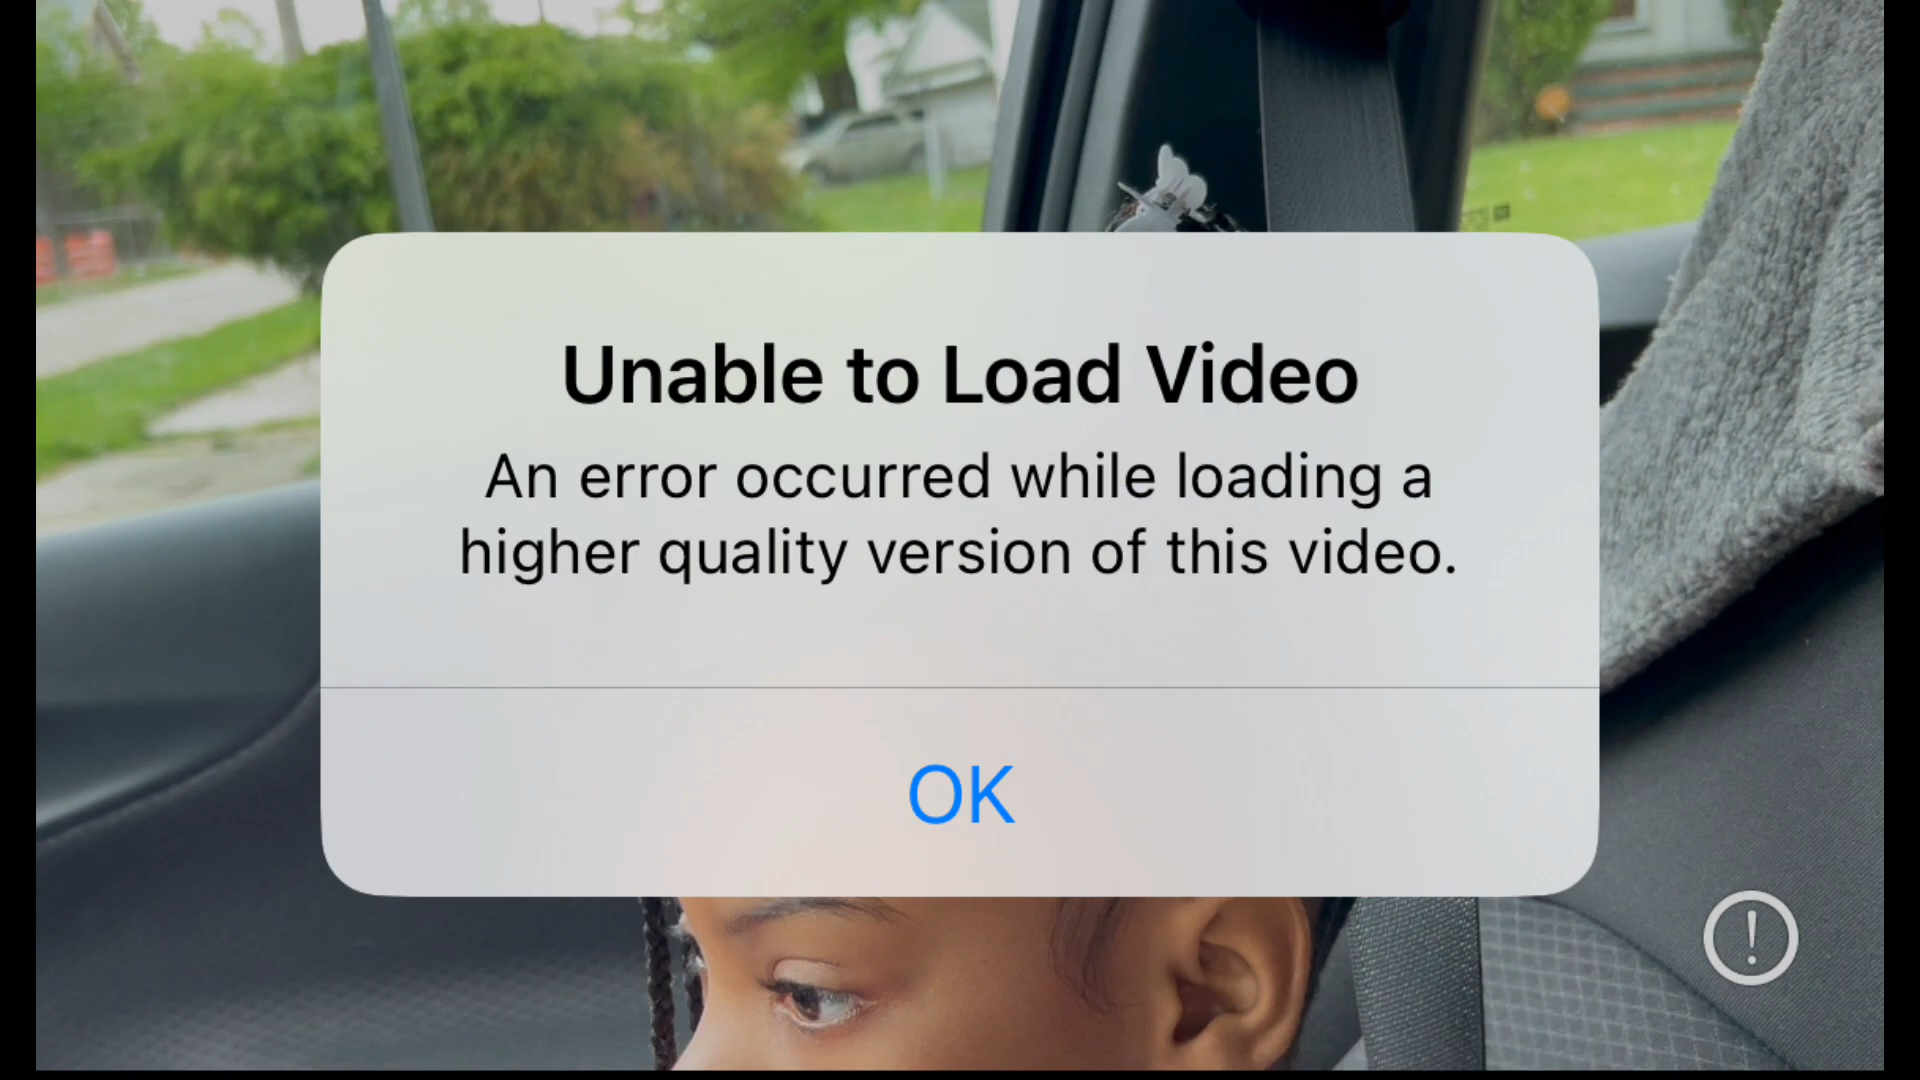 Unable to Load Video
An error occurred while loading a
higher quality version of this video.
OK